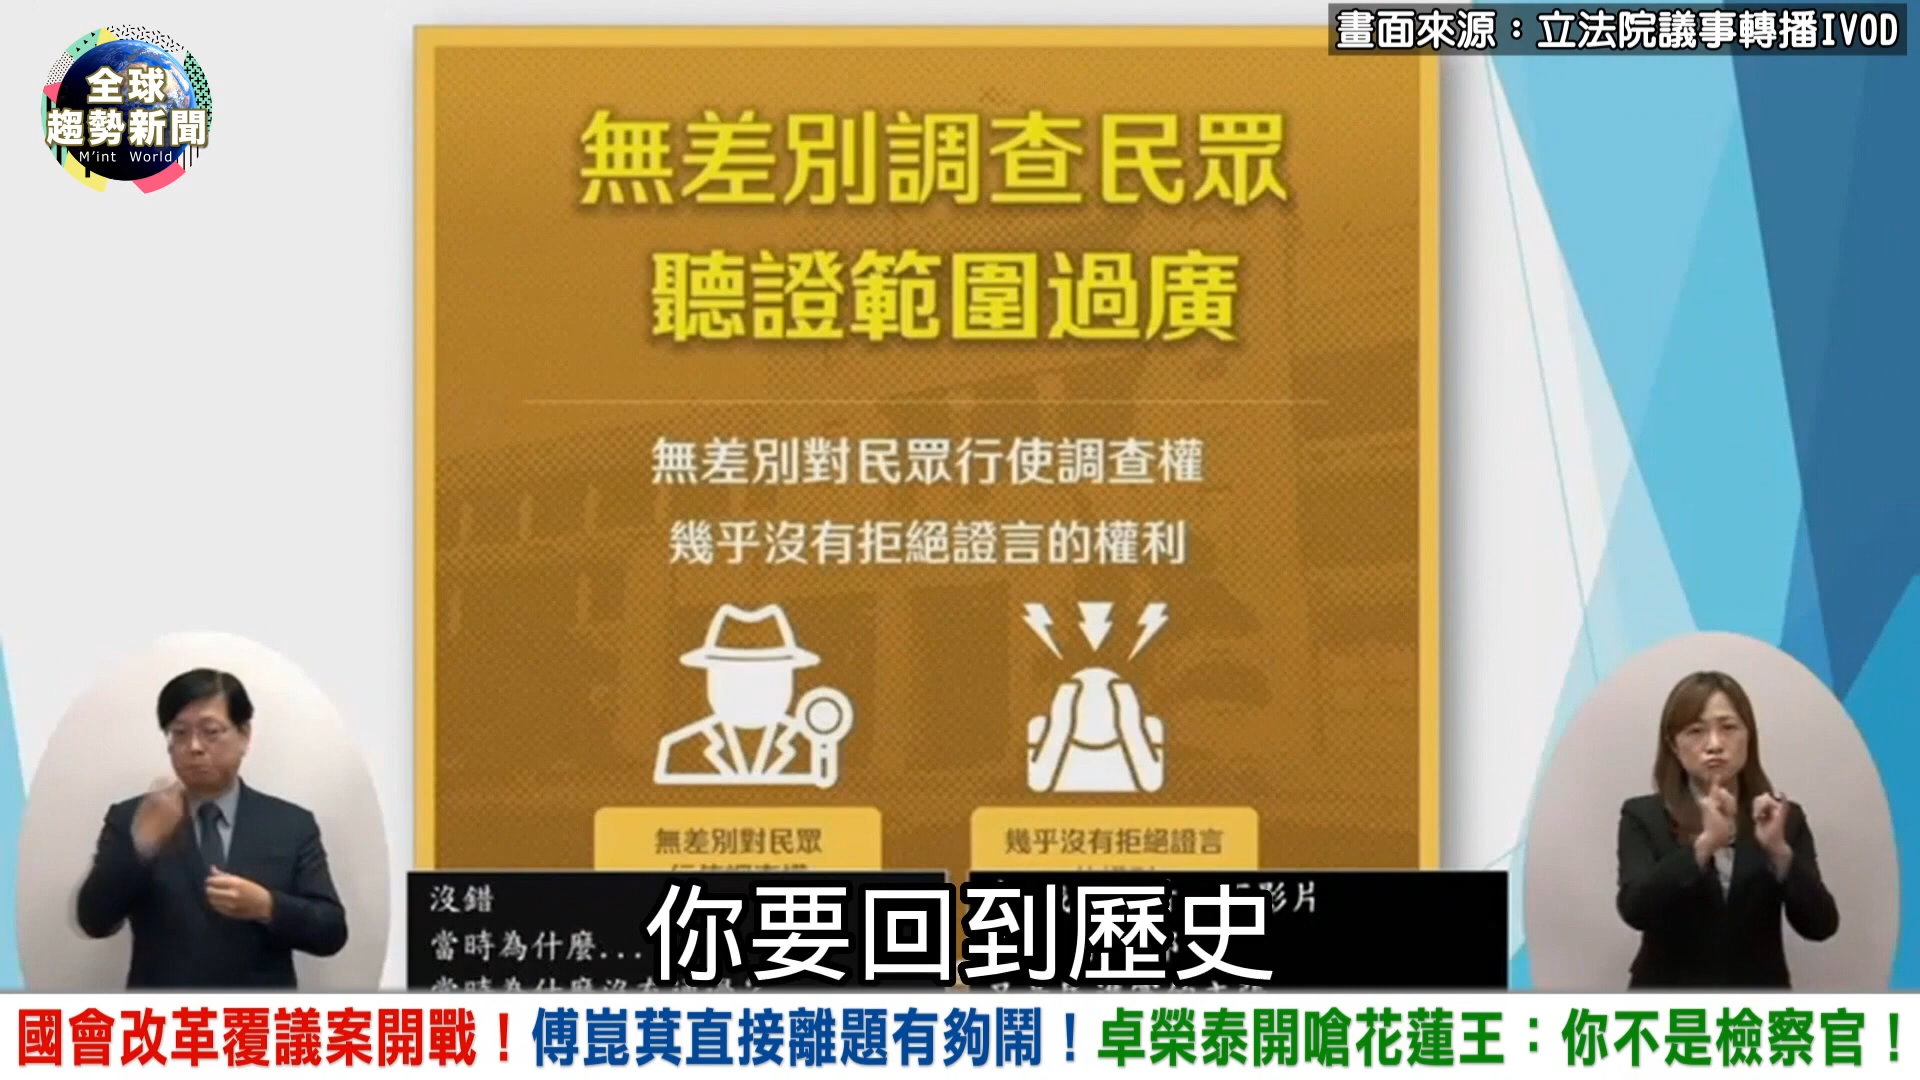 畫面來源：立法院議事轉播IVOD
全球
趨勢新聞
M'int World
無差別調查民眾
聽證範圍過廣
無差別對民眾行使調查權
幾乎沒有拒絕證言的權利
無差別對民眾
幾乎沒有拒絕證言
沒錯
影片
當時為什麼...
你要回到歷史
國會改革覆議案開戰！傅崑萁直接離題有夠鬧！卓榮泰開嗆花蓮王：你不是檢察官！